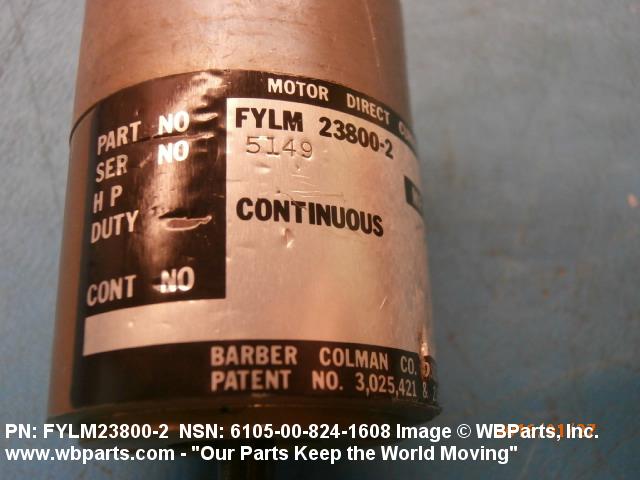 MOTOR DIRECT
PART NO FYLM 23800-2
SER NO 5149
H P
DUTY CONTINUOUS
CONT NO
BARBER COLMAN CO.
PATENT NO. 3,025,421 &
PN: FYLM23800-2 NSN: 6105-00-824-1608 Image © WBParts, Inc.
www.wbparts.com - "Our Parts Keep the World Moving"